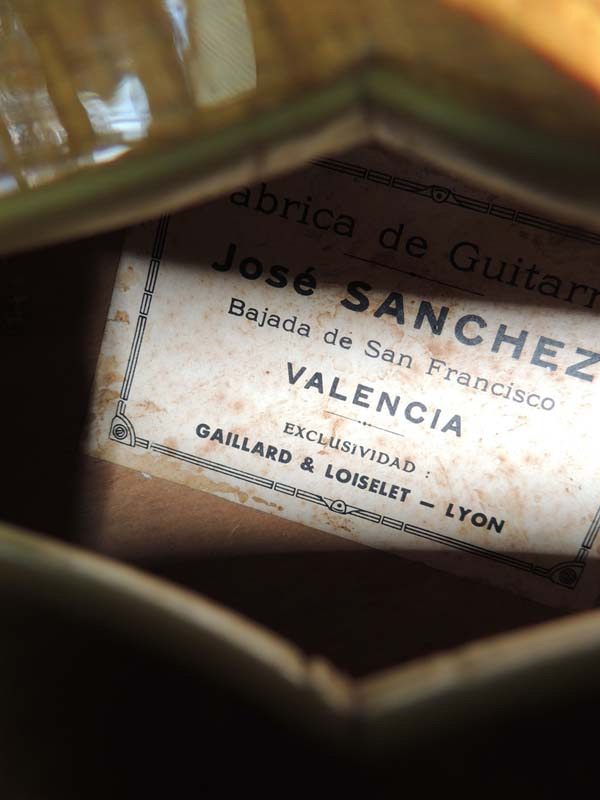 abrica de Guitarr
José SANCHEZ
Bajada de San Francisco
VALENCIA
EXCLUSIVIDAD :
GAILLARD & LOISELET — LYON